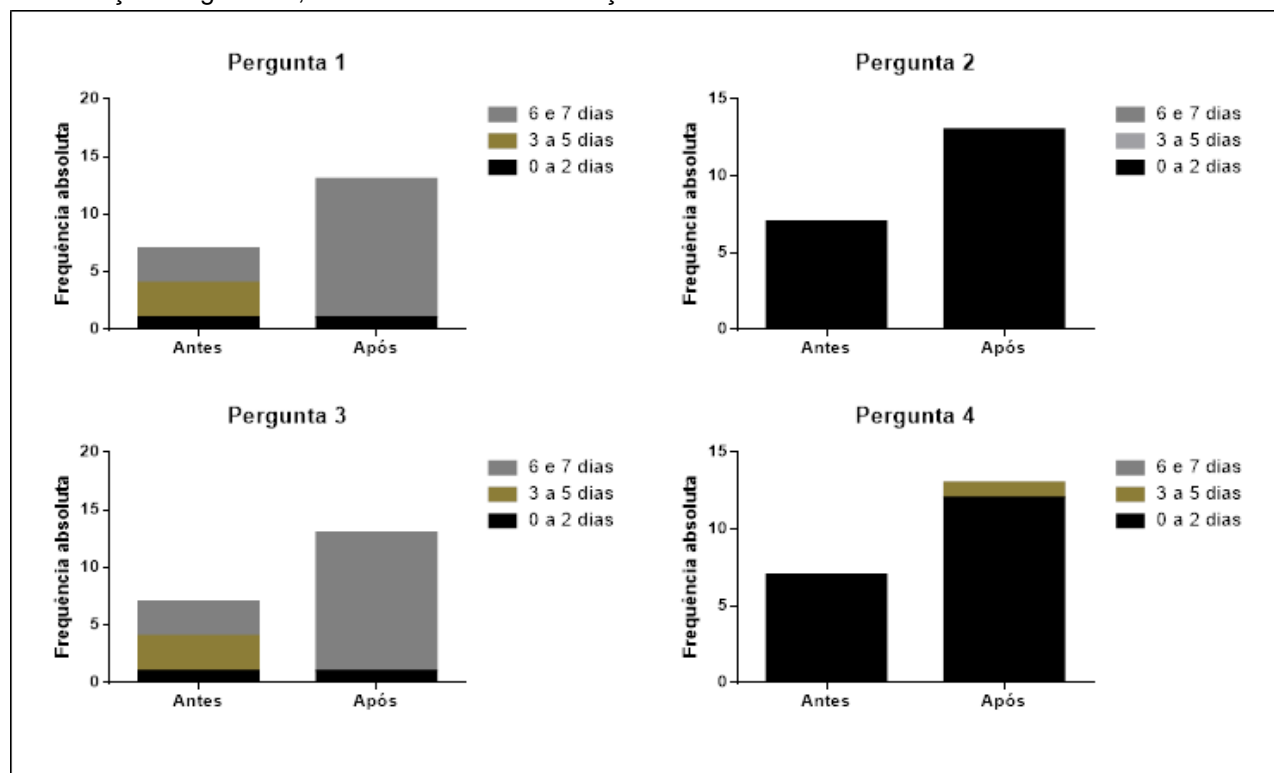 Pergunta 1
20
15
10
5
0
Frequência absoluta
Antes
Após
6 e 7 dias
3 a 5 dias
0 a 2 dias
Pergunta 2
15
10
5
0
Frequência absoluta
Antes
Após
6 e 7 dias
3 a 5 dias
0 a 2 dias
Pergunta 3
20
15
10
5
0
Frequência absoluta
Antes
Após
6 e 7 dias
3 a 5 dias
0 a 2 dias
Pergunta 4
15
10
5
0
Frequência absoluta
Antes
Após
6 e 7 dias
3 a 5 dias
0 a 2 dias